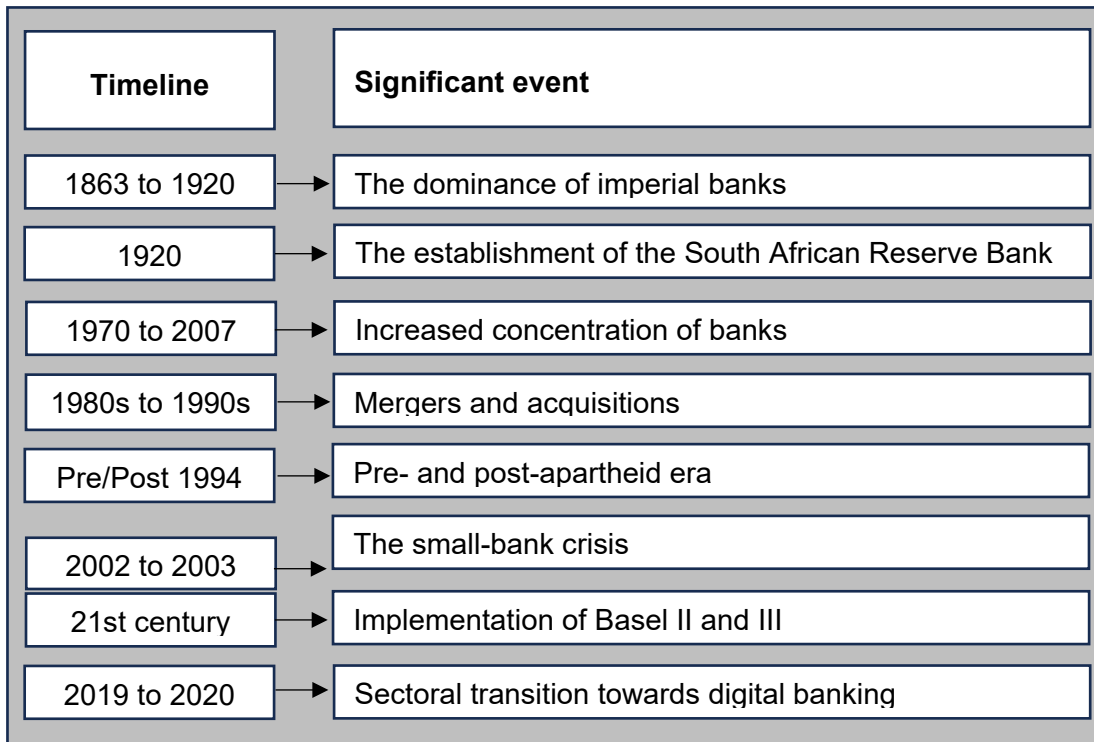 Timeline Significant event
1863 to 1920 The dominance of imperial banks
1920 The establishment of the South African Reserve Bank
1970 to 2007 Increased concentration of banks
1980s to 1990s Mergers and acquisitions
Pre/Post 1994 Pre- and post-apartheid era
2002 to 2003 The small-bank crisis
21st century Implementation of Basel II and III
2019 to 2020 Sectoral transition towards digital banking